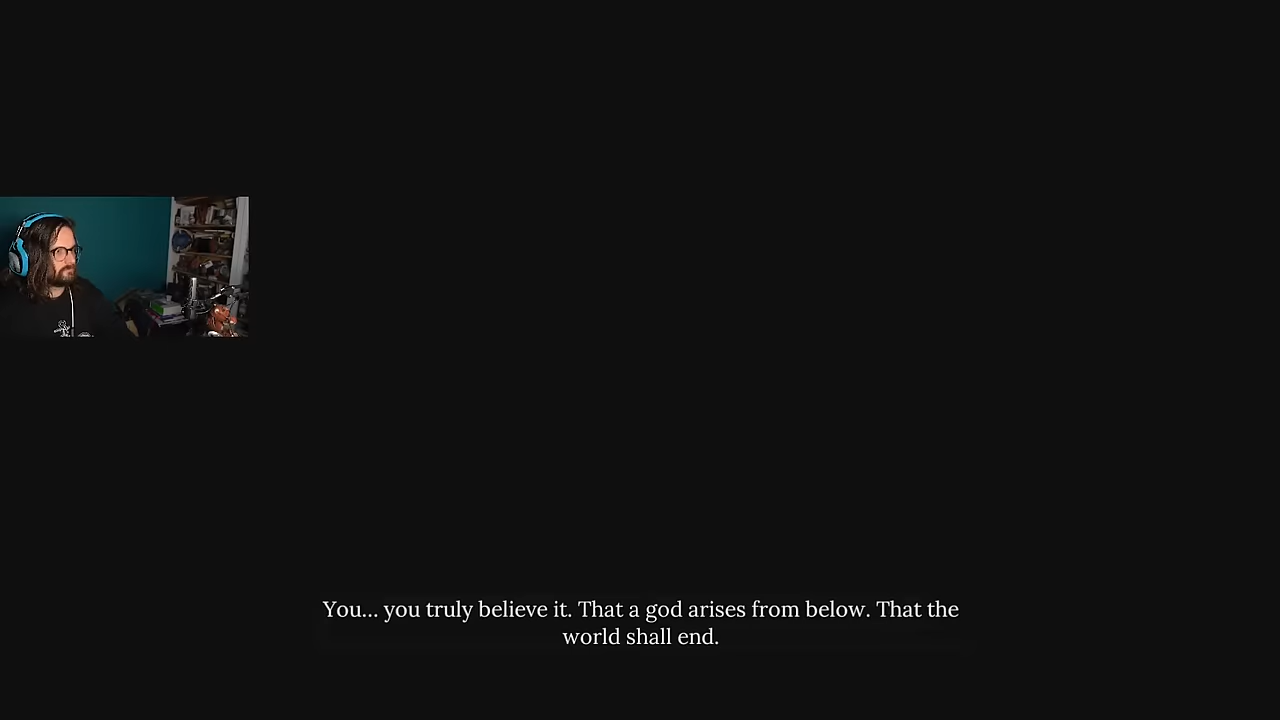 You... you truly believe it. That a god arises from below. That the
world shall end.